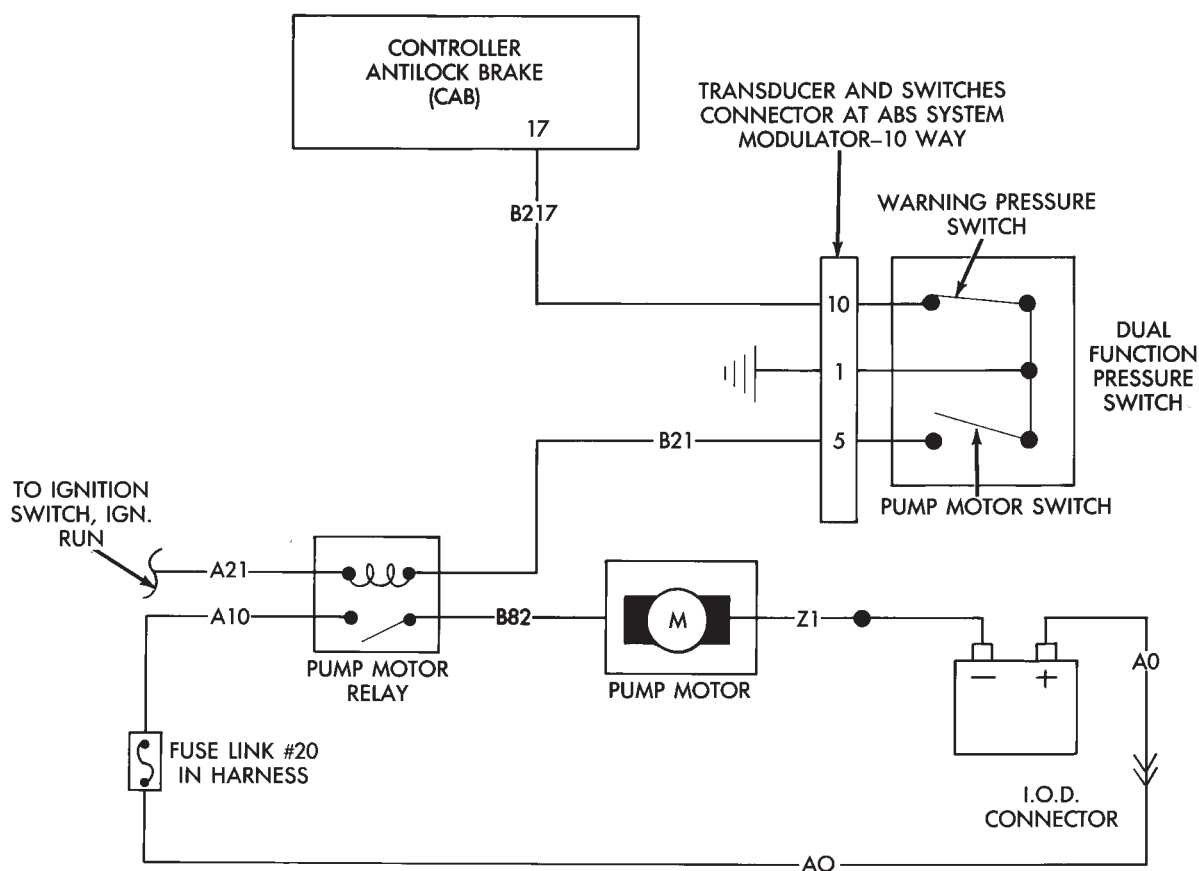 CONTROLLER
ANTILOCK BRAKE
(CAB)
17
TRANSDUCER AND SWITCHES
CONNECTOR AT ABS SYSTEM
MODULATOR–10 WAY
B217
WARNING PRESSURE
SWITCH
10
DUAL
FUNCTION
PRESSURE
SWITCH
1
B21
5
PUMP MOTOR SWITCH
TO IGNITION
SWITCH, IGN.
RUN
A21
A10
B82
M
Z1
PUMP MOTOR
RELAY
PUMP MOTOR
– +
A0
FUSE LINK #20
IN HARNESS
I.O.D.
CONNECTOR
AO